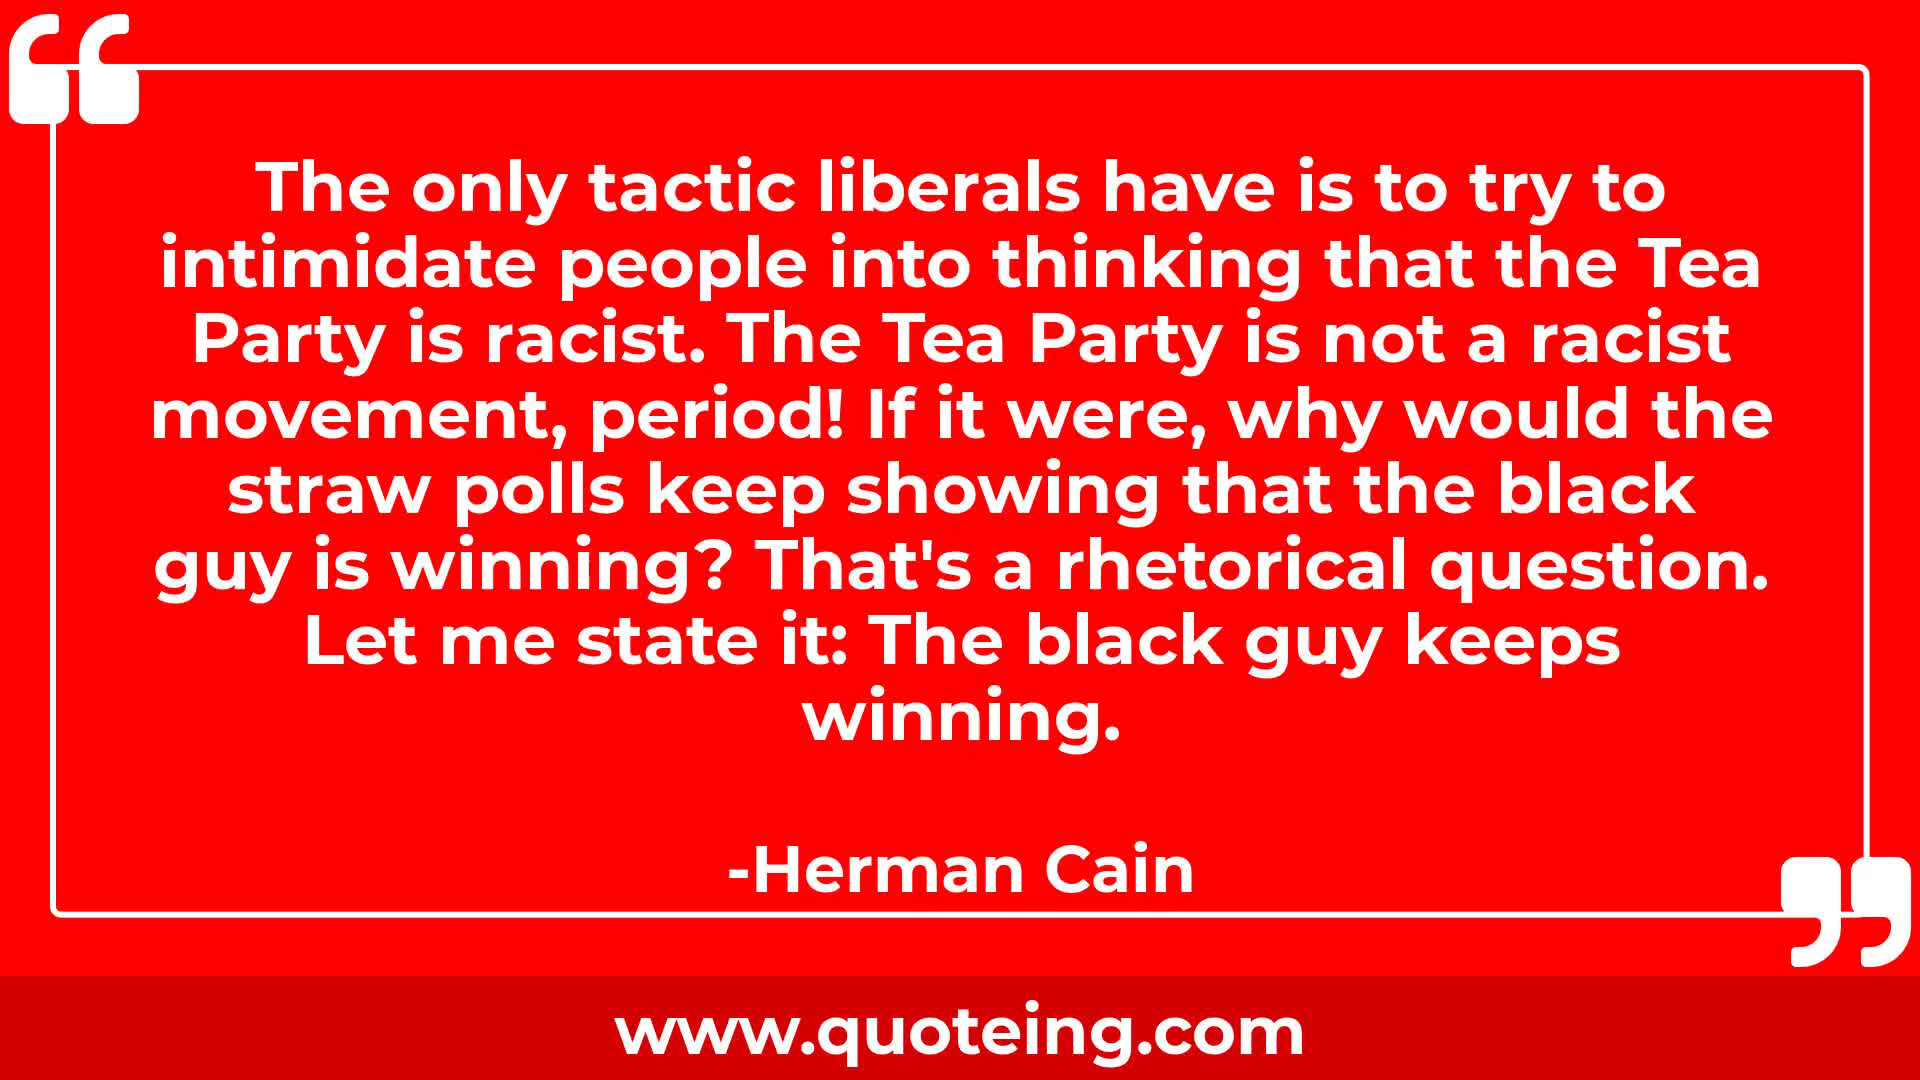 The only tactic liberals have is to try to
intimidate people into thinking that the Tea
Party is racist. The Tea Party is not a racist
movement, period! If it were, why would the
straw polls keep showing that the black
guy is winning? That's a rhetorical question.
Let me state it: The black guy keeps
winning.
-Herman Cain
www.quoteing.com